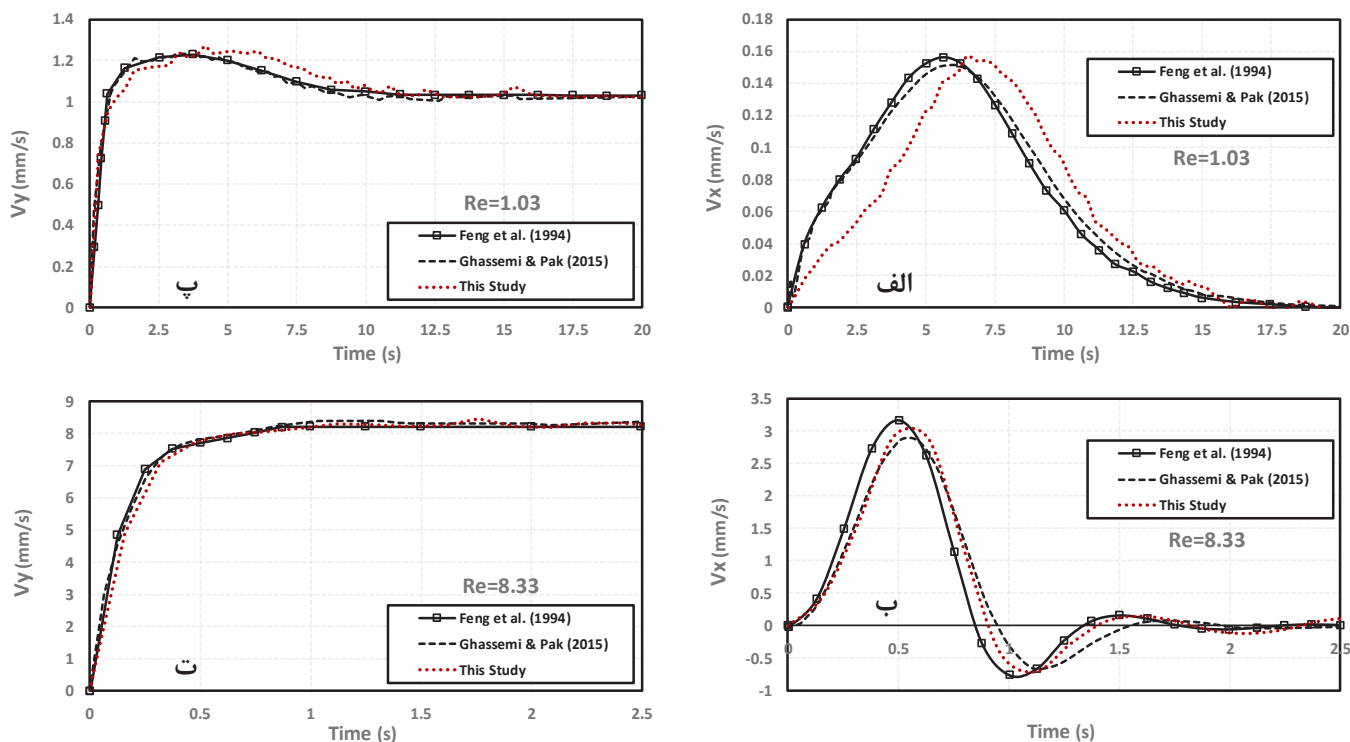 1.4
1.2
1
0.8
0.6
0.4
0.2
0
Vy (mm/s)
Re=1.03
Feng et al. (1994)
Ghassemi & Pak (2015)
This Study
پ
0 2.5 5 7.5 10 12.5 15 17.5 20
Time (s)
0.18
0.16
0.14
0.12
0.1
0.08
0.06
0.04
0.02
0
Vx (mm/s)
Feng et al. (1994)
Ghassemi & Pak (2015)
This Study
Re=1.03
الف
0 2.5 5 7.5 10 12.5 15 17.5 20
Time (s)
9
8
7
6
5
4
3
2
1
0
Vy (mm/s)
Re=8.33
Feng et al. (1994)
Ghassemi & Pak (2015)
This Study
ت
0 0.5 1 1.5 2 2.5
Time (s)
3.5
3
2.5
2
1.5
1
0.5
0
-0.5
-1
Vx (mm/s)
Feng et al. (1994)
Ghassemi & Pak (2015)
This Study
Re=8.33
ب
0 0.5 1 1.5 2 2.5
Time (s)